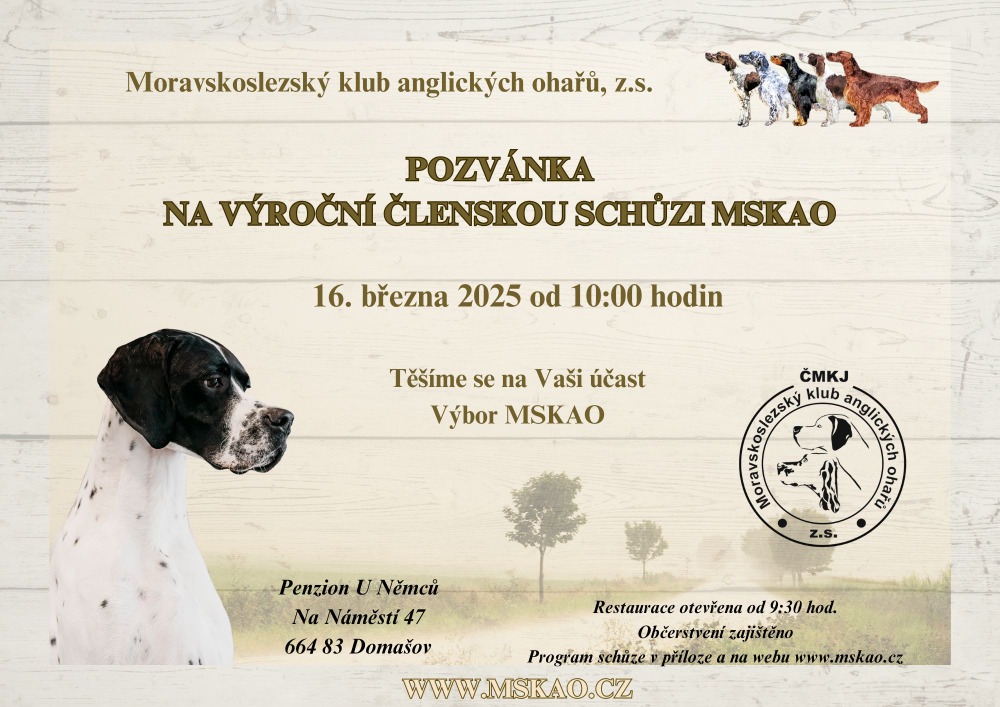 Moravskoslezský klub anglických ohařů, z.s.
POZVÁNKA
NA VÝROČNÍ ČLENSKOU SCHŮZI MSKAO
16. března 2025 od 10:00 hodin
Těšíme se na Vaši účast
Výbor MSKAO
ČMKJ
Moravskoslezský klub anglických ohařů
z.s.
Penzion U Němců
Na Náměstí 47
664 83 Domašov
Restaurace otevřena od 9:30 hod.
Občerstvení zajištěno
Program schůze v příloze a na webu www.mskao.cz
WWW.MSKAO.CZ